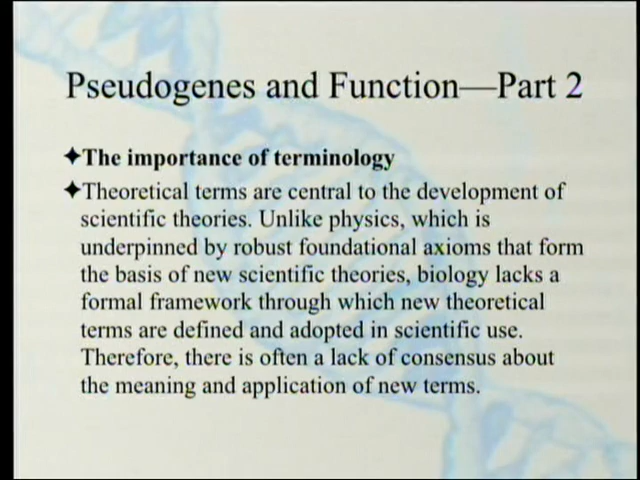 Pseudogenes and Function—Part 2
✦The importance of terminology
✦Theoretical terms are central to the development of
scientific theories. Unlike physics, which is
underpinned by robust foundational axioms that form
the basis of new scientific theories, biology lacks a
formal framework through which new theoretical
terms are defined and adopted in scientific use.
Therefore, there is often a lack of consensus about
the meaning and application of new terms.